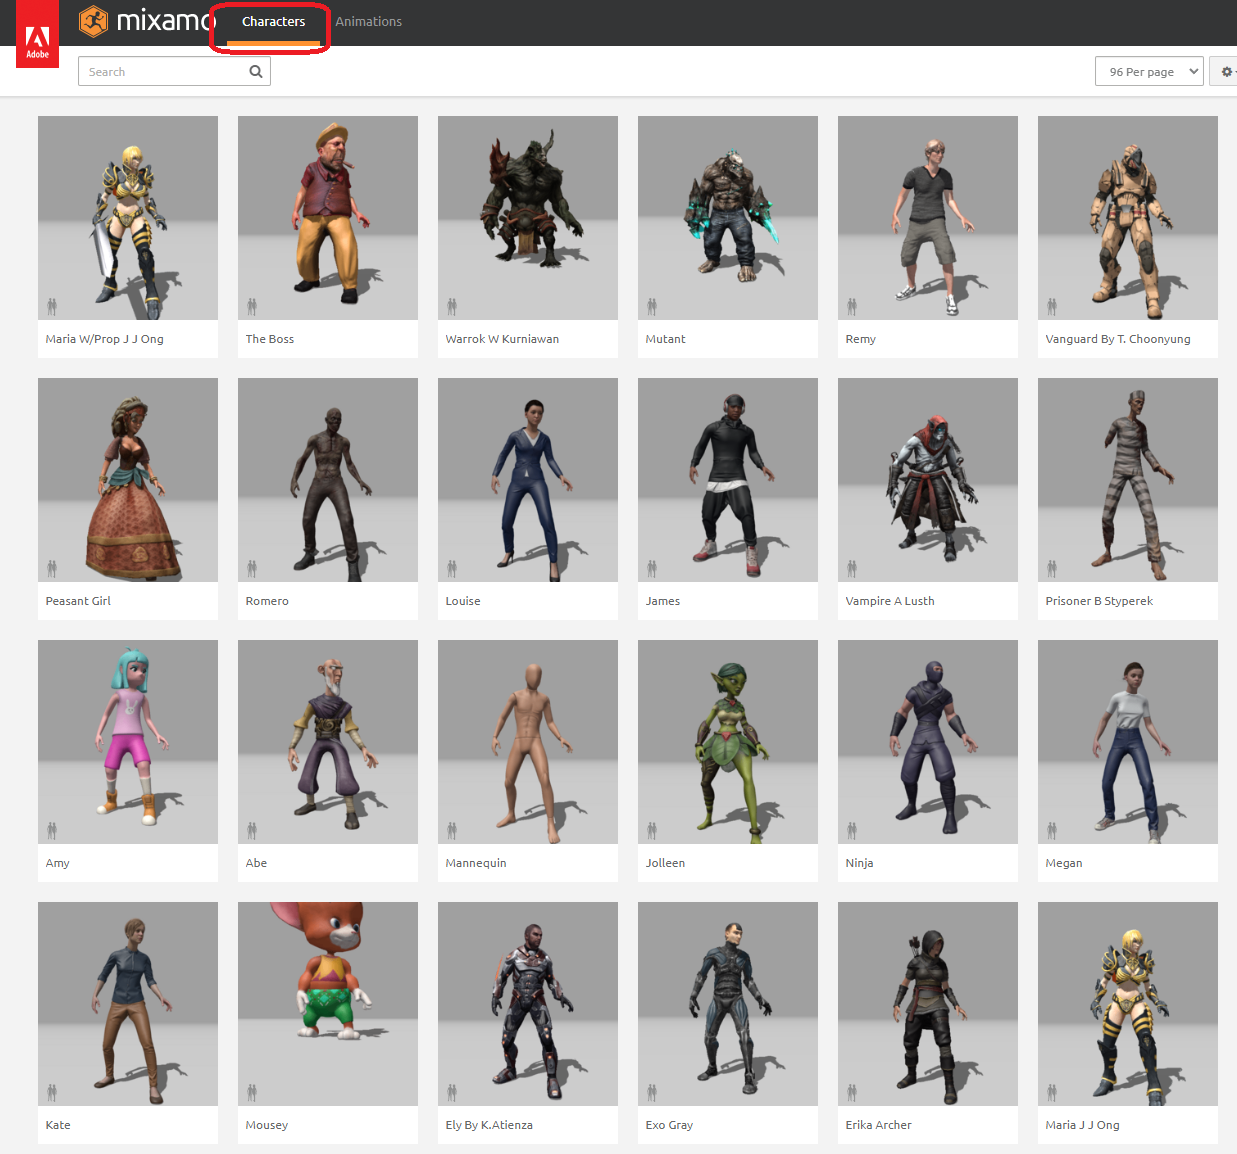 Adobe
mixamo
Characters
Animations
Search
96 Per page
Maria W/Prop J J Ong
The Boss
Warrok W Kurniawan
Mutant
Remy
Vanguard By T. Choonyung
Peasant Girl
Romero
Louise
James
Vampire A Lusth
Prisoner B Styperek
Amy
Abe
Mannequin
Jolleen
Ninja
Megan
Kate
Mousey
Ely By K.Atienza
Exo Gray
Erika Archer
Maria J J Ong